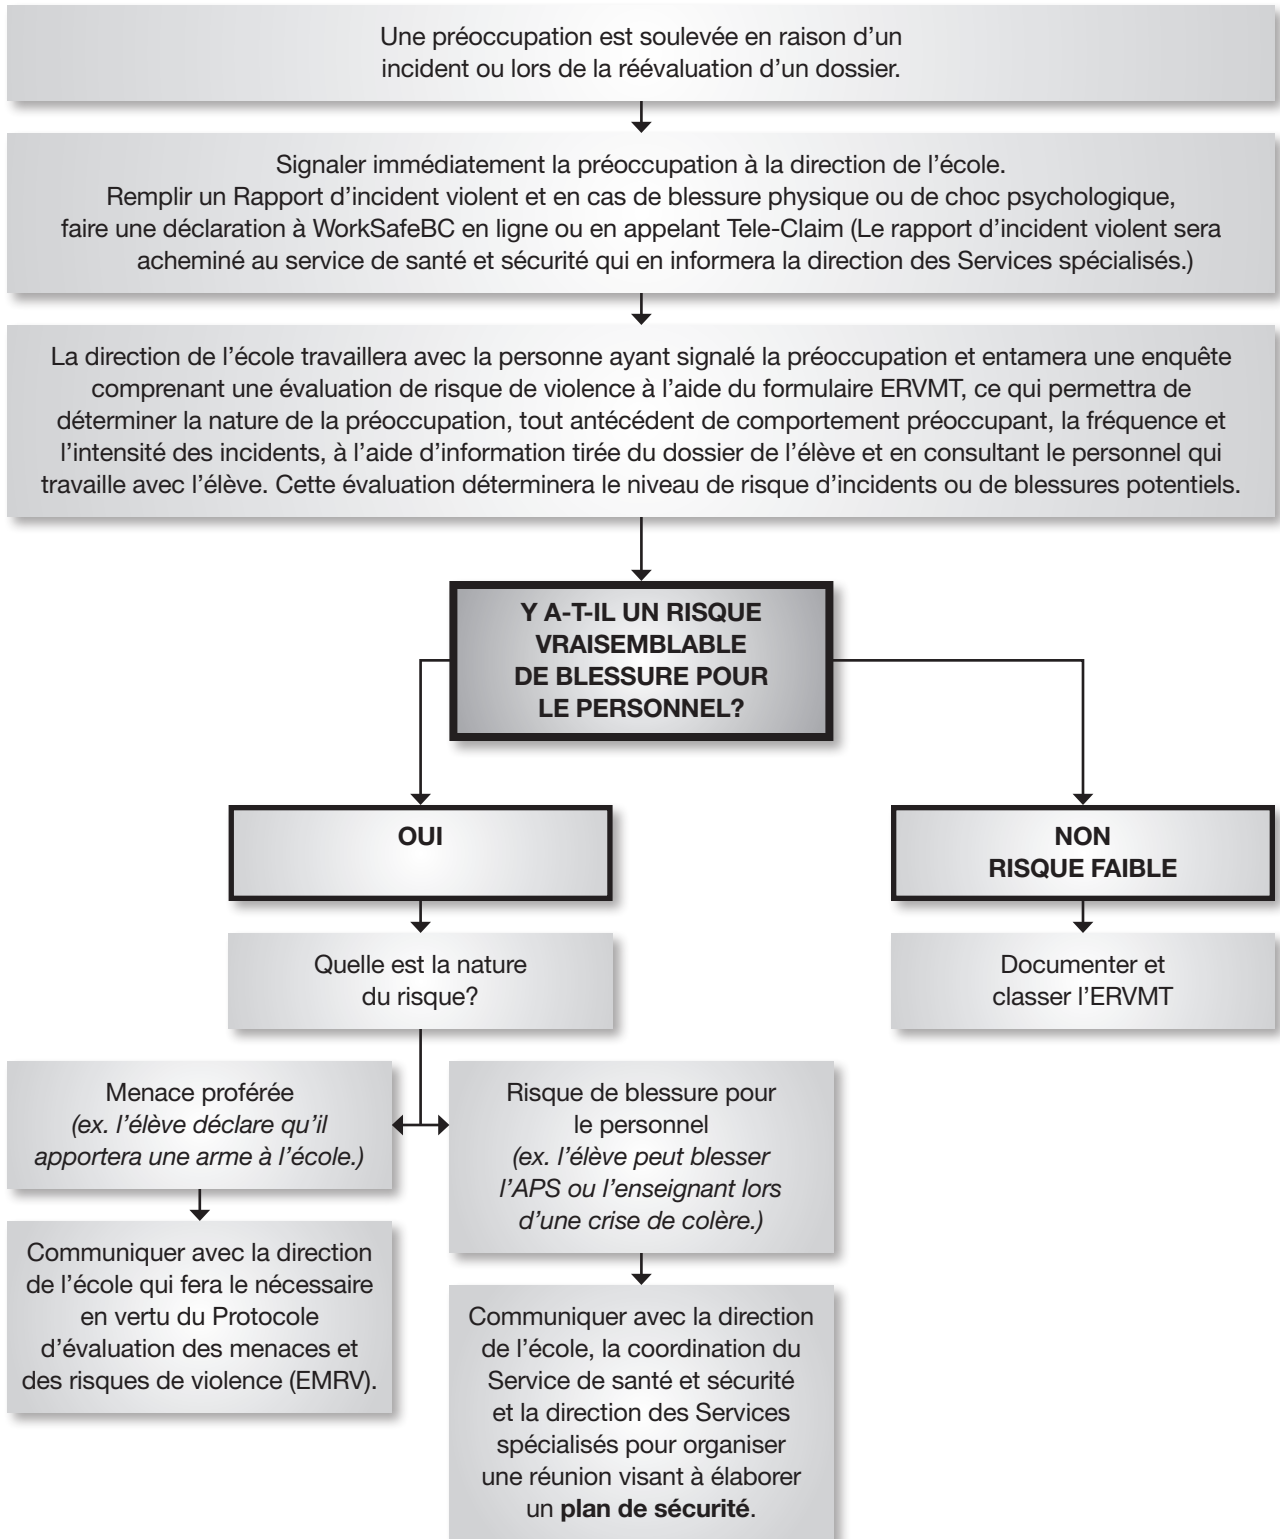 Une préoccupation est soulevée en raison d’un
incident ou lors de la réévaluation d’un dossier.
Signaler immédiatement la préoccupation à la direction de l’école.
Remplir un Rapport d’incident violent et en cas de blessure physique ou de choc psychologique,
faire une déclaration à WorkSafeBC en ligne ou en appelant Tele-Claim (Le rapport d’incident violent sera
acheminé au service de santé et sécurité qui en informera la direction des Services spécialisés.)
La direction de l’école travaillera avec la personne ayant signalé la préoccupation et entamera une enquête
comprenant une évaluation de risque de violence à l’aide du formulaire ERVMT, ce qui permettra de
déterminer la nature de la préoccupation, tout antécédent de comportement préoccupant, la fréquence et
l’intensité des incidents, à l’aide d’information tirée du dossier de l’élève et en consultant le personnel qui
travaille avec l’élève. Cette évaluation déterminera le niveau de risque d’incidents ou de blessures potentiels.
Y A-T-IL UN RISQUE
VRAISEMBLABLE
DE BLESSURE POUR
LE PERSONNEL?
OUI
NON
RISQUE FAIBLE
Quelle est la nature
du risque?
Documenter et
classer l’ERVMT
Menace proférée
(ex. l’élève déclare qu’il
apportera une arme à l’école.)
Risque de blessure pour
le personnel
(ex. l’élève peut blesser
l’APS ou l’enseignant lors
d’une crise de colère.)
Communiquer avec la direction
de l’école qui fera le nécessaire
en vertu du Protocole
d'évaluation des menaces et
des risques de violence (EMRV).
Communiquer avec la direction
de l’école, la coordination du
Service de santé et sécurité
et la direction des Services
spécialisés pour organiser
une réunion visant à élaborer
un plan de sécurité.